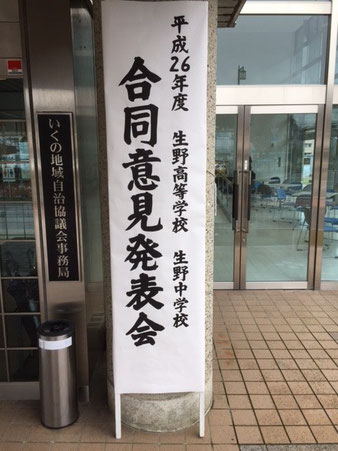 平成26年度　生野高等学校　生野中学校
合同意見発表会
いくの地域自治協議会事務局